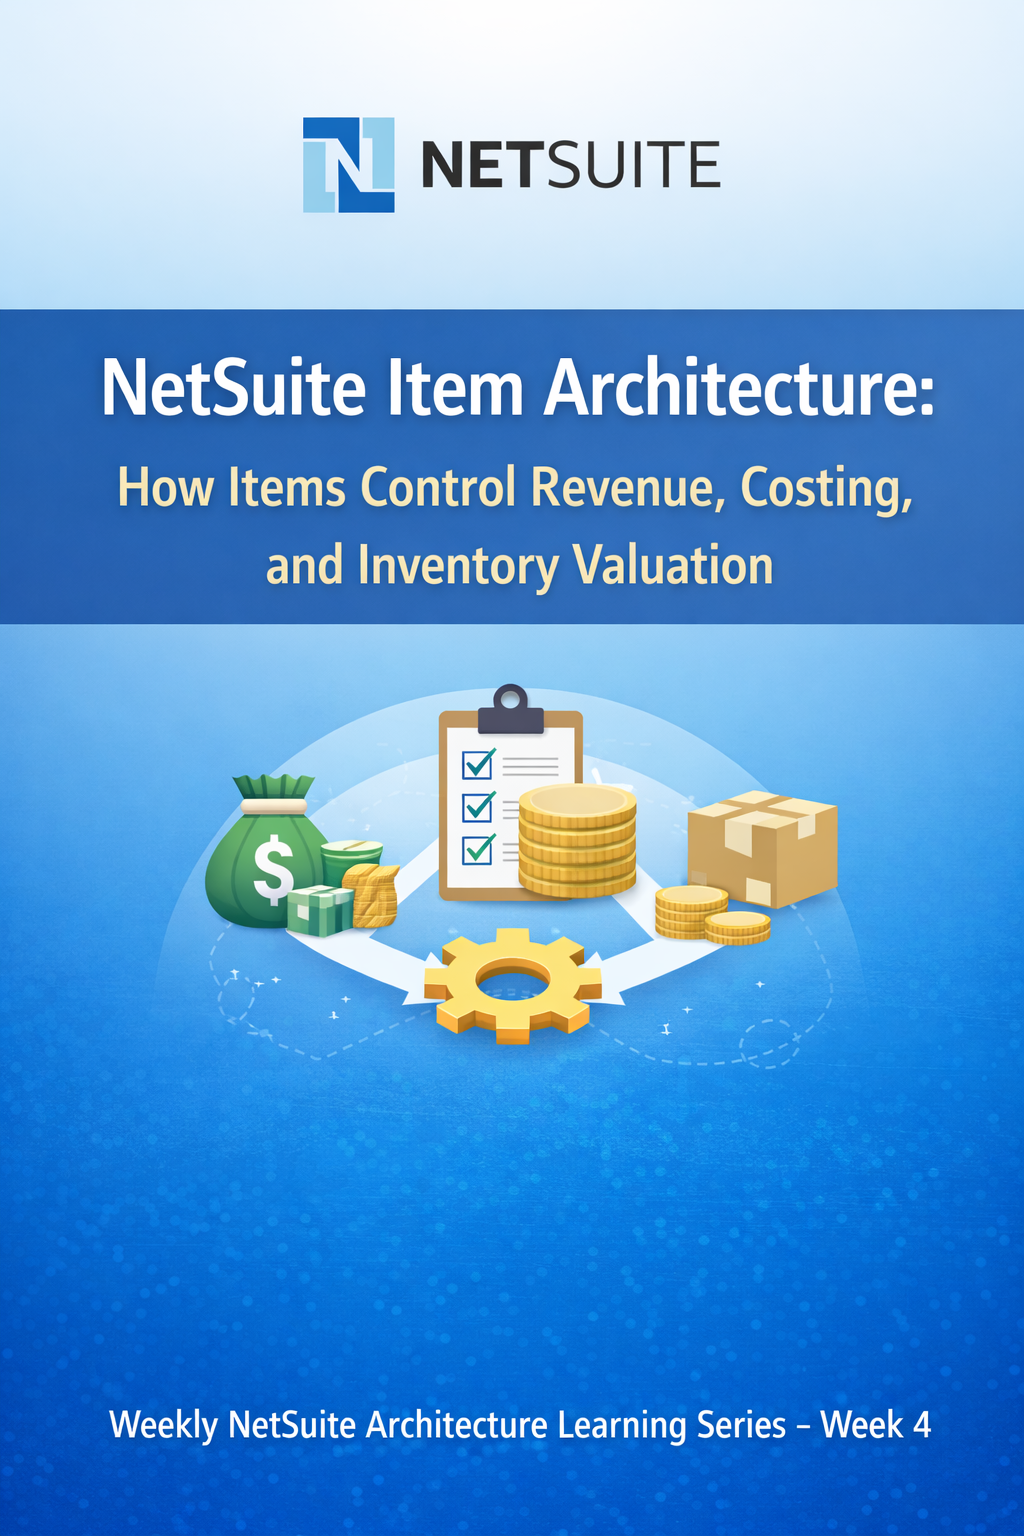 NETSUITE
NetSuite Item Architecture:
How Items Control Revenue, Costing,
and Inventory Valuation
$
Weekly NetSuite Architecture Learning Series – Week 4